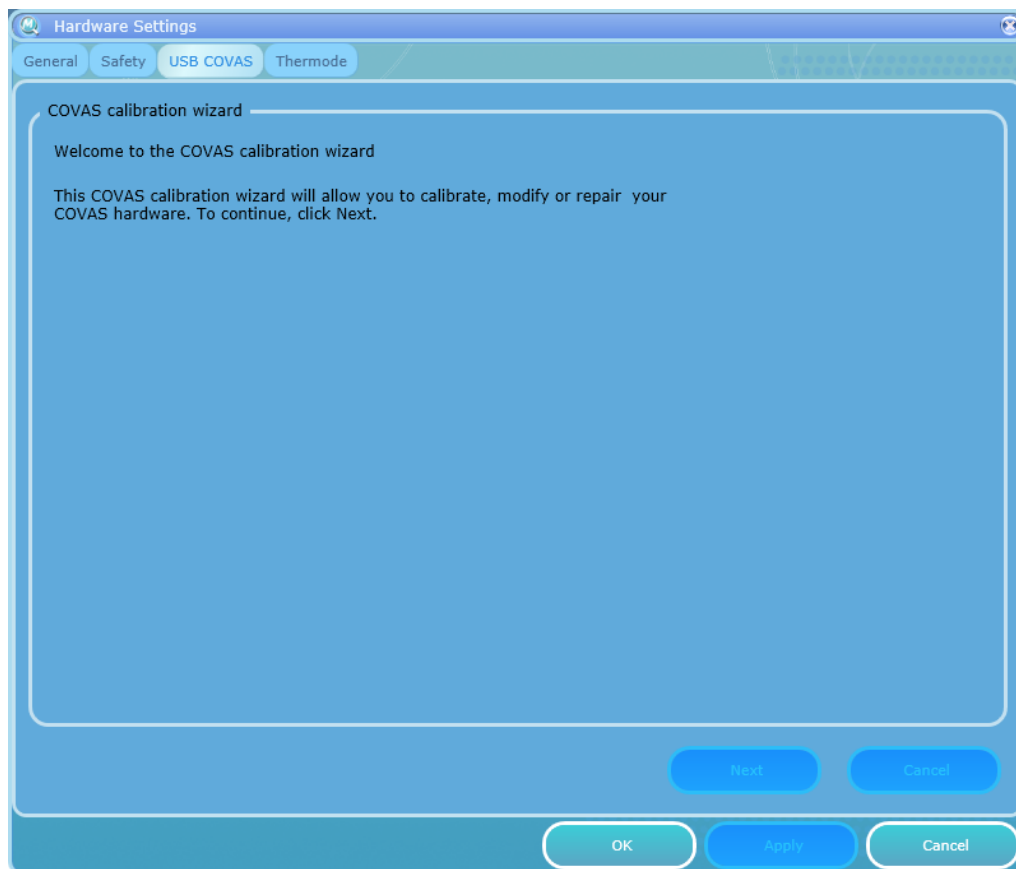 Hardware Settings
General Safety USB COVAS Thermode
COVAS calibration wizard
Welcome to the COVAS calibration wizard
This COVAS calibration wizard will allow you to calibrate, modify or repair  your
COVAS hardware. To continue, click Next.
Next Cancel
OK Apply Cancel